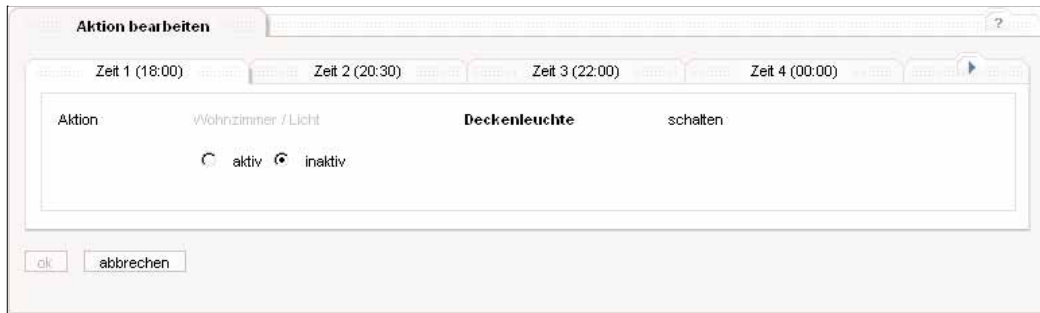 Aktion bearbeiten
?
Zeit 1 (18:00) Zeit 2 (20:30) Zeit 3 (22:00) Zeit 4 (00:00)
Aktion Wohnzimmer / Licht Deckenleuchte schalten
aktiv inaktiv
ok abbrechen